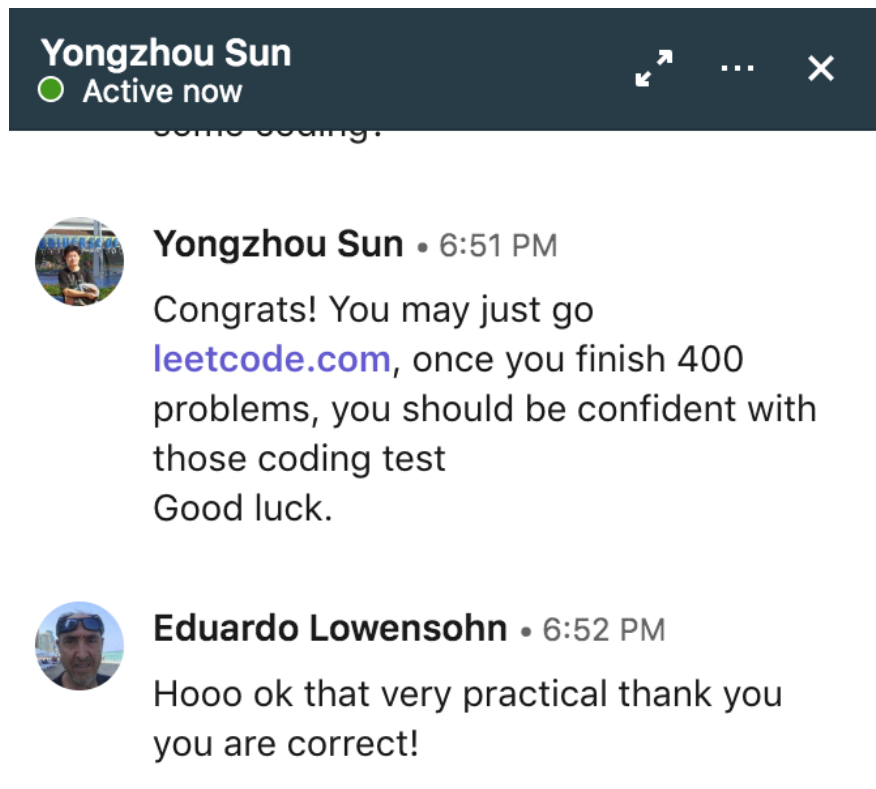 Yongzhou Sun
Active now
some coding?
Yongzhou Sun • 6:51 PM
Congrats! You may just go
leetcode.com, once you finish 400
problems, you should be confident with
those coding test
Good luck.
Eduardo Lowensohn • 6:52 PM
Hooo ok that very practical thank you
you are correct!